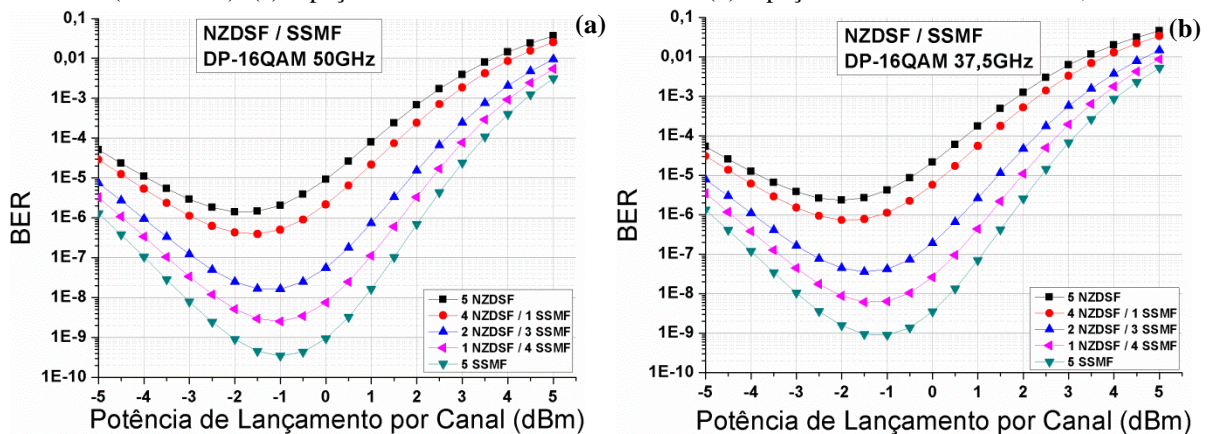 (a)
NZDSF / SSMF
DP-16QAM 50GHz
0,1
0,01
1E-3
1E-4
1E-5
1E-6
1E-7
1E-8
1E-9
1E-10
BER
5 NZDSF
4 NZDSF / 1 SSMF
2 NZDSF / 3 SSMF
1 NZDSF / 4 SSMF
5 SSMF
-5 -4 -3 -2 -1 0 1 2 3 4 5
Potência de Lançamento por Canal (dBm)
(b)
NZDSF / SSMF
DP-16QAM 37,5GHz
0,1
0,01
1E-3
1E-4
1E-5
1E-6
1E-7
1E-8
1E-9
1E-10
BER
5 NZDSF
4 NZDSF / 1 SSMF
2 NZDSF / 3 SSMF
1 NZDSF / 4 SSMF
5 SSMF
-5 -4 -3 -2 -1 0 1 2 3 4 5
Potência de Lançamento por Canal (dBm)